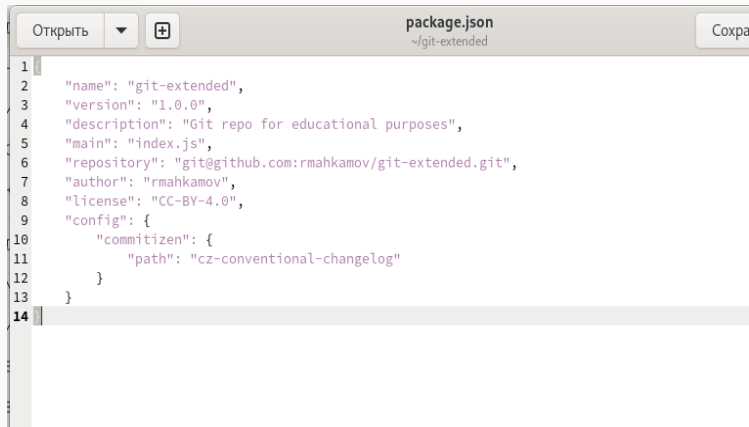 Открыть
package.json
~/git-extended
Сохра
1 {
2 "name": "git-extended",
3 "version": "1.0.0",
4 "description": "Git repo for educational purposes",
5 "main": "index.js",
6 "repository": "git@github.com:rmahkamov/git-extended.git",
7 "author": "rmahkamov",
8 "license": "CC-BY-4.0",
9 "config": {
10 "commitizen": {
11 "path": "cz-conventional-changelog"
12 }
13 }
14 }